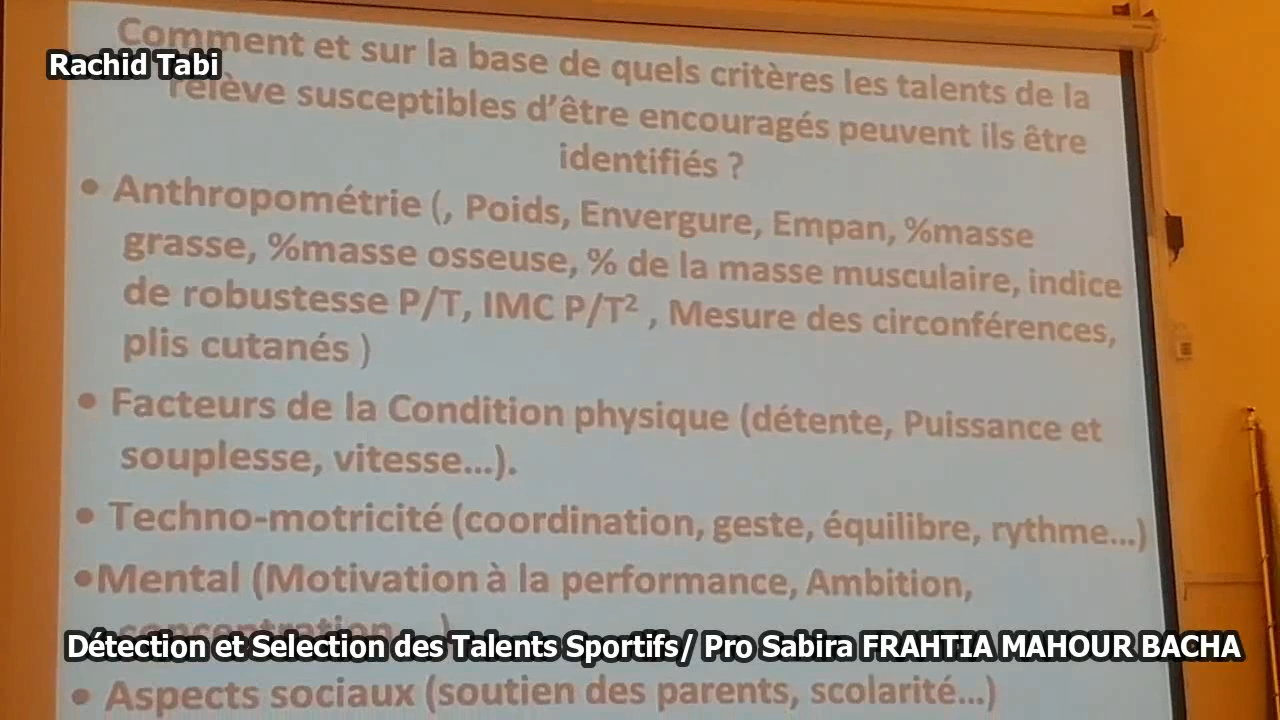 Comment et sur la base de quels critères les talents de la
Rachid Tabi
relève susceptibles d'être encouragés peuvent ils être
identifiés ?
• Anthropométrie (, Poids, Envergure, Empan, %masse
grasse, %masse osseuse, % de la masse musculaire, indice
de robustesse P/T, IMC P/T² , Mesure des circonférences,
plis cutanés )
• Facteurs de la Condition physique (détente, Puissance et
souplesse, vitesse...).
• Techno-motricité (coordination, geste, équilibre, rythme...)
•Mental (Motivation à la performance, Ambition,
concentration ...)
Détection et Selection des Talents Sportifs/ Pro Sabira FRAHTIA MAHOUR BACHA
• Aspects sociaux (soutien des parents, scolarité...)